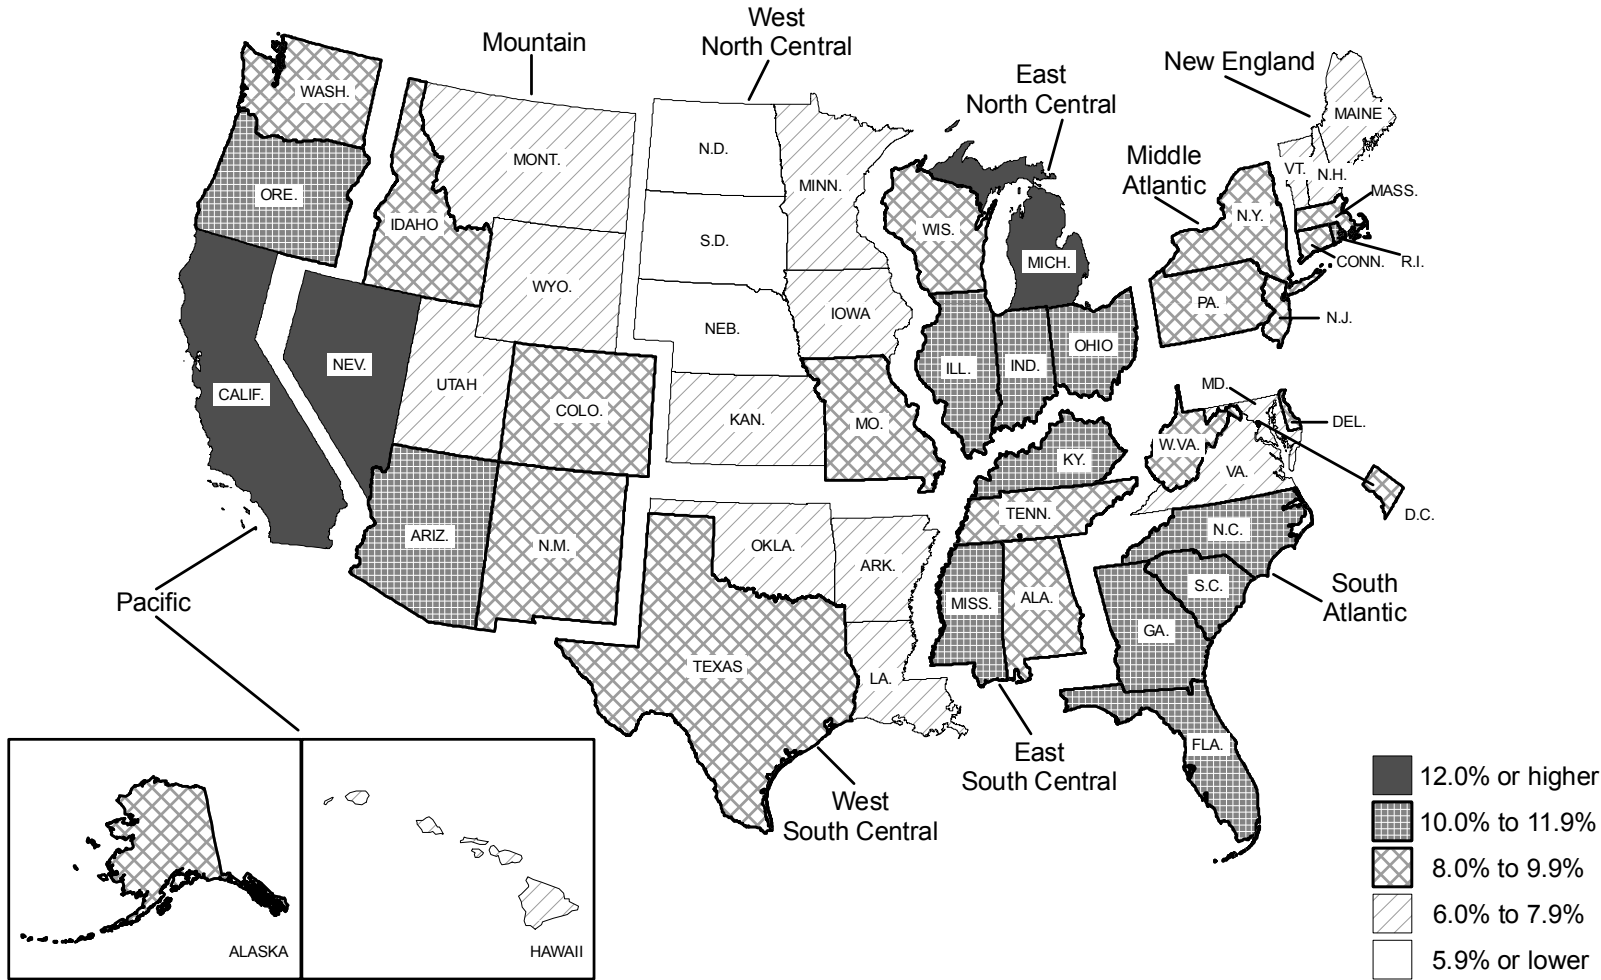 West
North Central
Mountain
East
North Central
New England
Middle
Atlantic
WASH.
MONT.
N.D.
MINN.
MAINE
VT.
N.H.
MASS.
ORE.
IDAHO
S.D.
WIS.
N.Y.
MICH.
CONN.
R.I.
WYO.
NEB.
IOWA
PA.
N.J.
NEV.
UTAH
ILL.
IND.
OHIO
CALIF.
COLO.
KAN.
MO.
MD.
DEL.
W.VA.
KY.
VA.
D.C.
TENN.
ARIZ.
N.M.
OKLA.
ARK.
N.C.
S.C.
South
Atlantic
Pacific
MISS.
ALA.
GA.
TEXAS
LA.
FLA.
East
South Central
West
South Central
ALASKA
HAWAII
12.0% or higher
10.0% to 11.9%
8.0% to 9.9%
6.0% to 7.9%
5.9% or lower